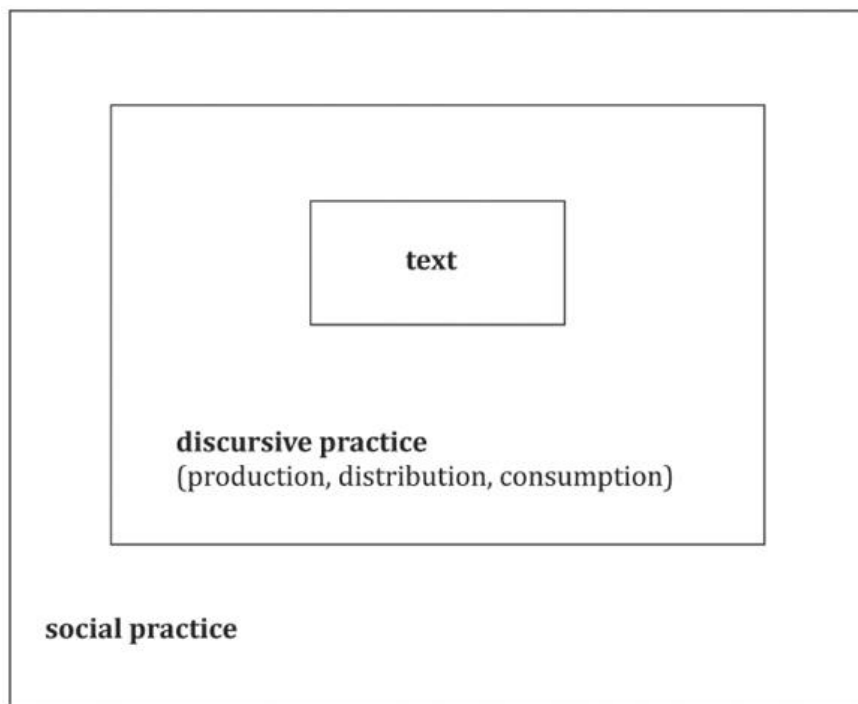 text
discursive practice
(production, distribution, consumption)
social practice